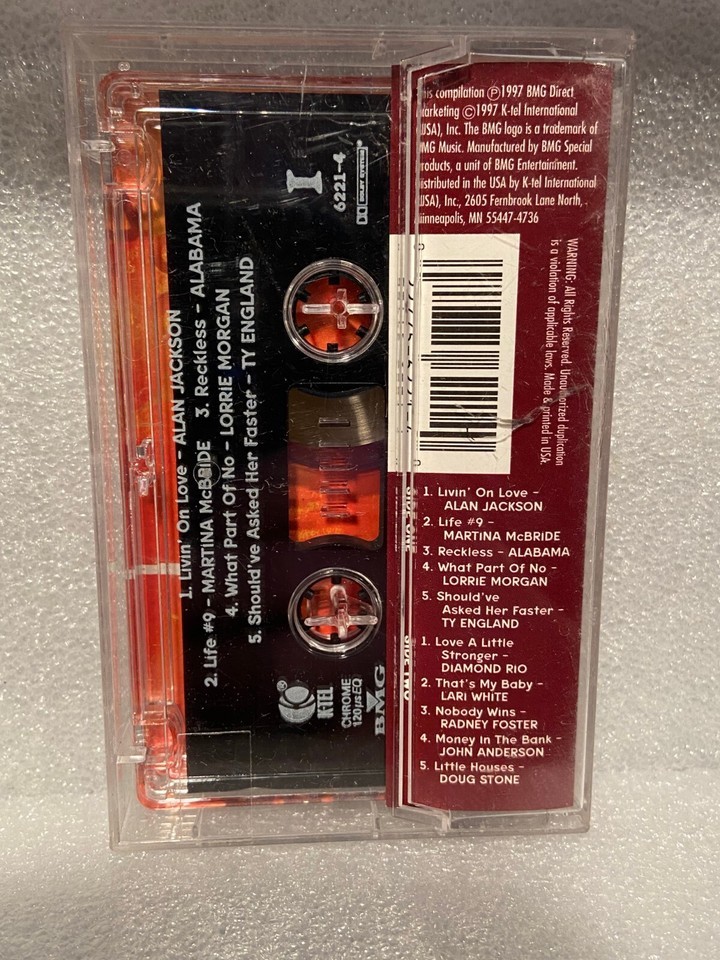 1. Livin' On Love – ALAN JACKSON
2. Life #9 – MARTINA McBRIDE 3. Reckless – ALABAMA
4. What Part Of No – LORRIE MORGAN
5. Should've Asked Her Faster – TY ENGLAND
I
6221-4
DOLBY SYSTEM
K-TEL
CHROME
120µs EQ
BMG
compilation ℗1997 BMG Direct
©1997 K-tel International
Inc. The BMG logo is a trademark of
Music. Manufactured by BMG Special
a unit of BMG Entertainment.
in the USA by K-tel International
Inc., 2605 Fernbrook Lane North,
MN 55447-4736
WARNING: All Rights Reserved. Unauthorized duplication
is a violation of applicable laws. Made & printed in USA.
SIDE ONE
1. Livin' On Love –
ALAN JACKSON
2. Life #9 –
MARTINA McBRIDE
3. Reckless – ALABAMA
4. What Part Of No –
LORRIE MORGAN
5. Should've
Asked Her Faster –
TY ENGLAND
SIDE TWO
1. Love A Little
Stronger –
DIAMOND RIO
2. That's My Baby –
LARI WHITE
3. Nobody Wins –
RADNEY FOSTER
4. Money In The Bank –
JOHN ANDERSON
5. Little Houses –
DOUG STONE